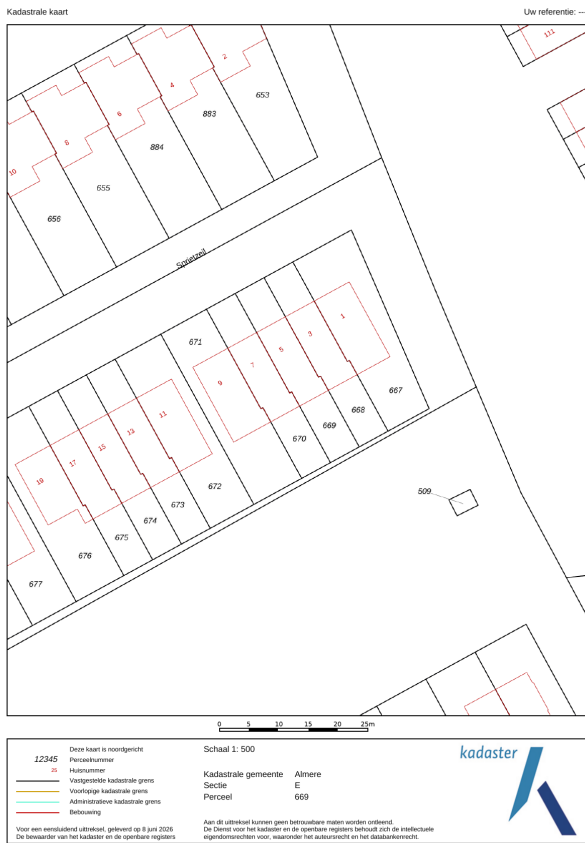 Kadastrale kaart
Uw referentie: --
111
2
4
6
8
10
653
883
884
655
656
Sprietzeil
671
1
3
5
7
9
11
13
15
17
19
667
668
669
670
672
673
674
675
676
677
509
0 5 10 15 20 25m
12345
25
Deze kaart is noordgericht
Perceelnummer
Huisnummer
Vastgestelde kadastrale grens
Voorlopige kadastrale grens
Administratieve kadastrale grens
Bebouwing
Voor een eensluidend uittreksel, geleverd op 8 juni 2026
De bewaarder van het kadaster en de openbare registers
Schaal 1: 500
Kadastrale gemeente Almere
Sectie E
Perceel 669
Aan dit uittreksel kunnen geen betrouwbare maten worden ontleend.
De Dienst voor het kadaster en de openbare registers behoudt zich de intellectuele
eigendomsrechten voor, waaronder het auteursrecht en het databankenrecht.
kadaster